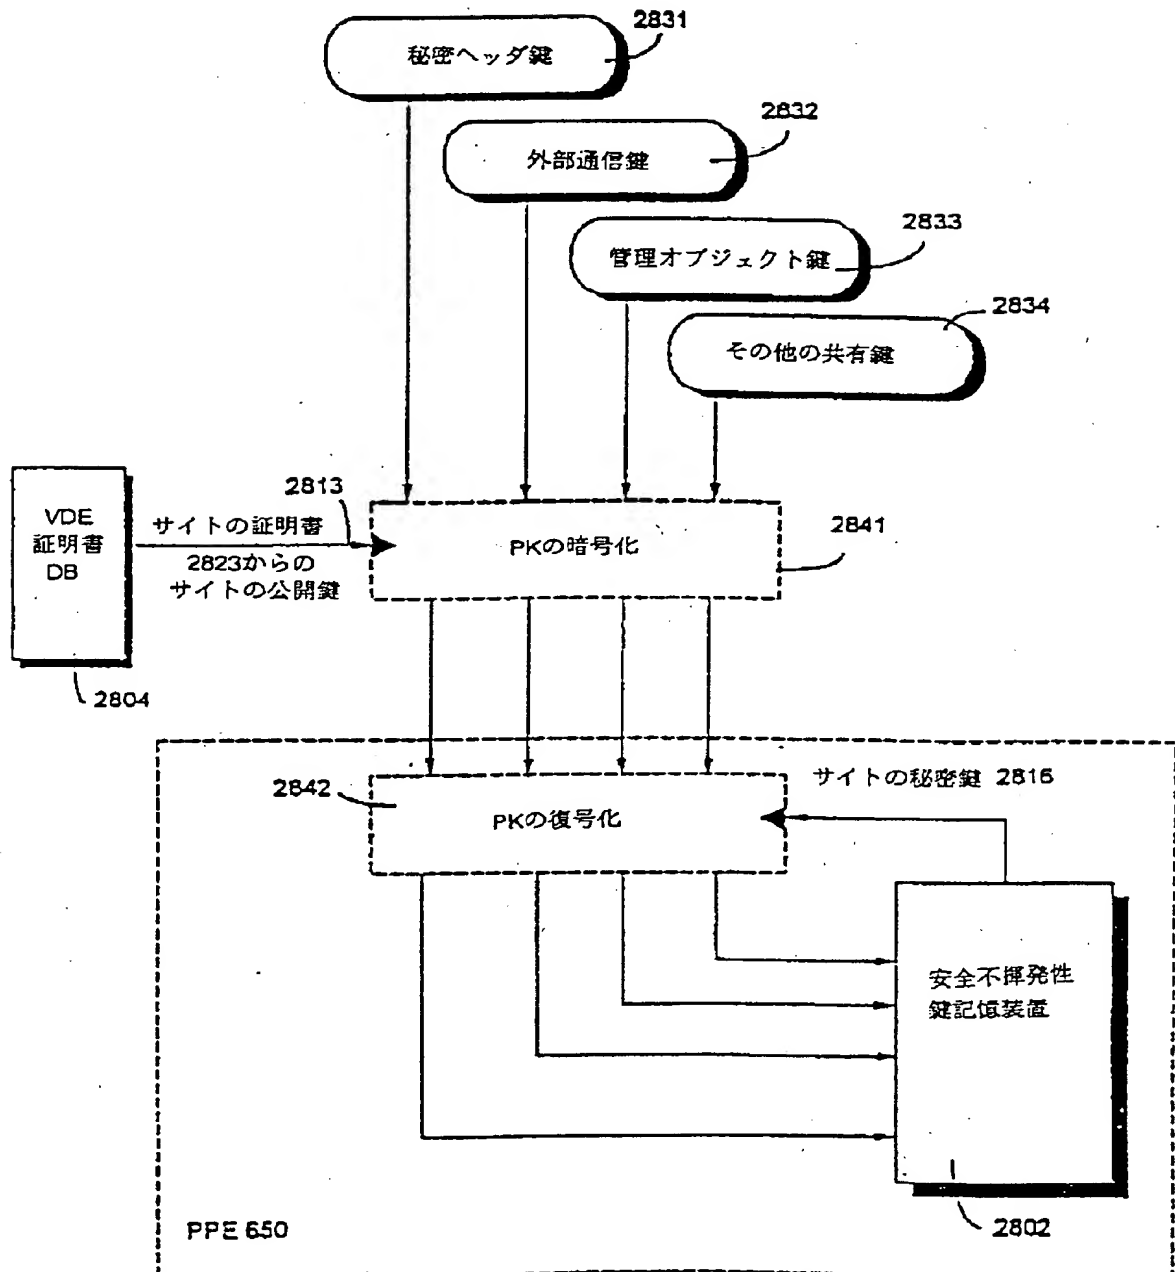 2831
秘密ヘッダ鍵
2832
外部通信鍵
2833
管理オブジェクト鍵
2834
その他の共有鍵
VDE
証明書
DB
2804
2813
サイトの証明書
2823からの
サイトの公開鍵
PKの暗号化
2841
2842
PKの復号化
サイトの秘密鍵 2816
安全不揮発性
鍵記憶装置
2802
PPE 650